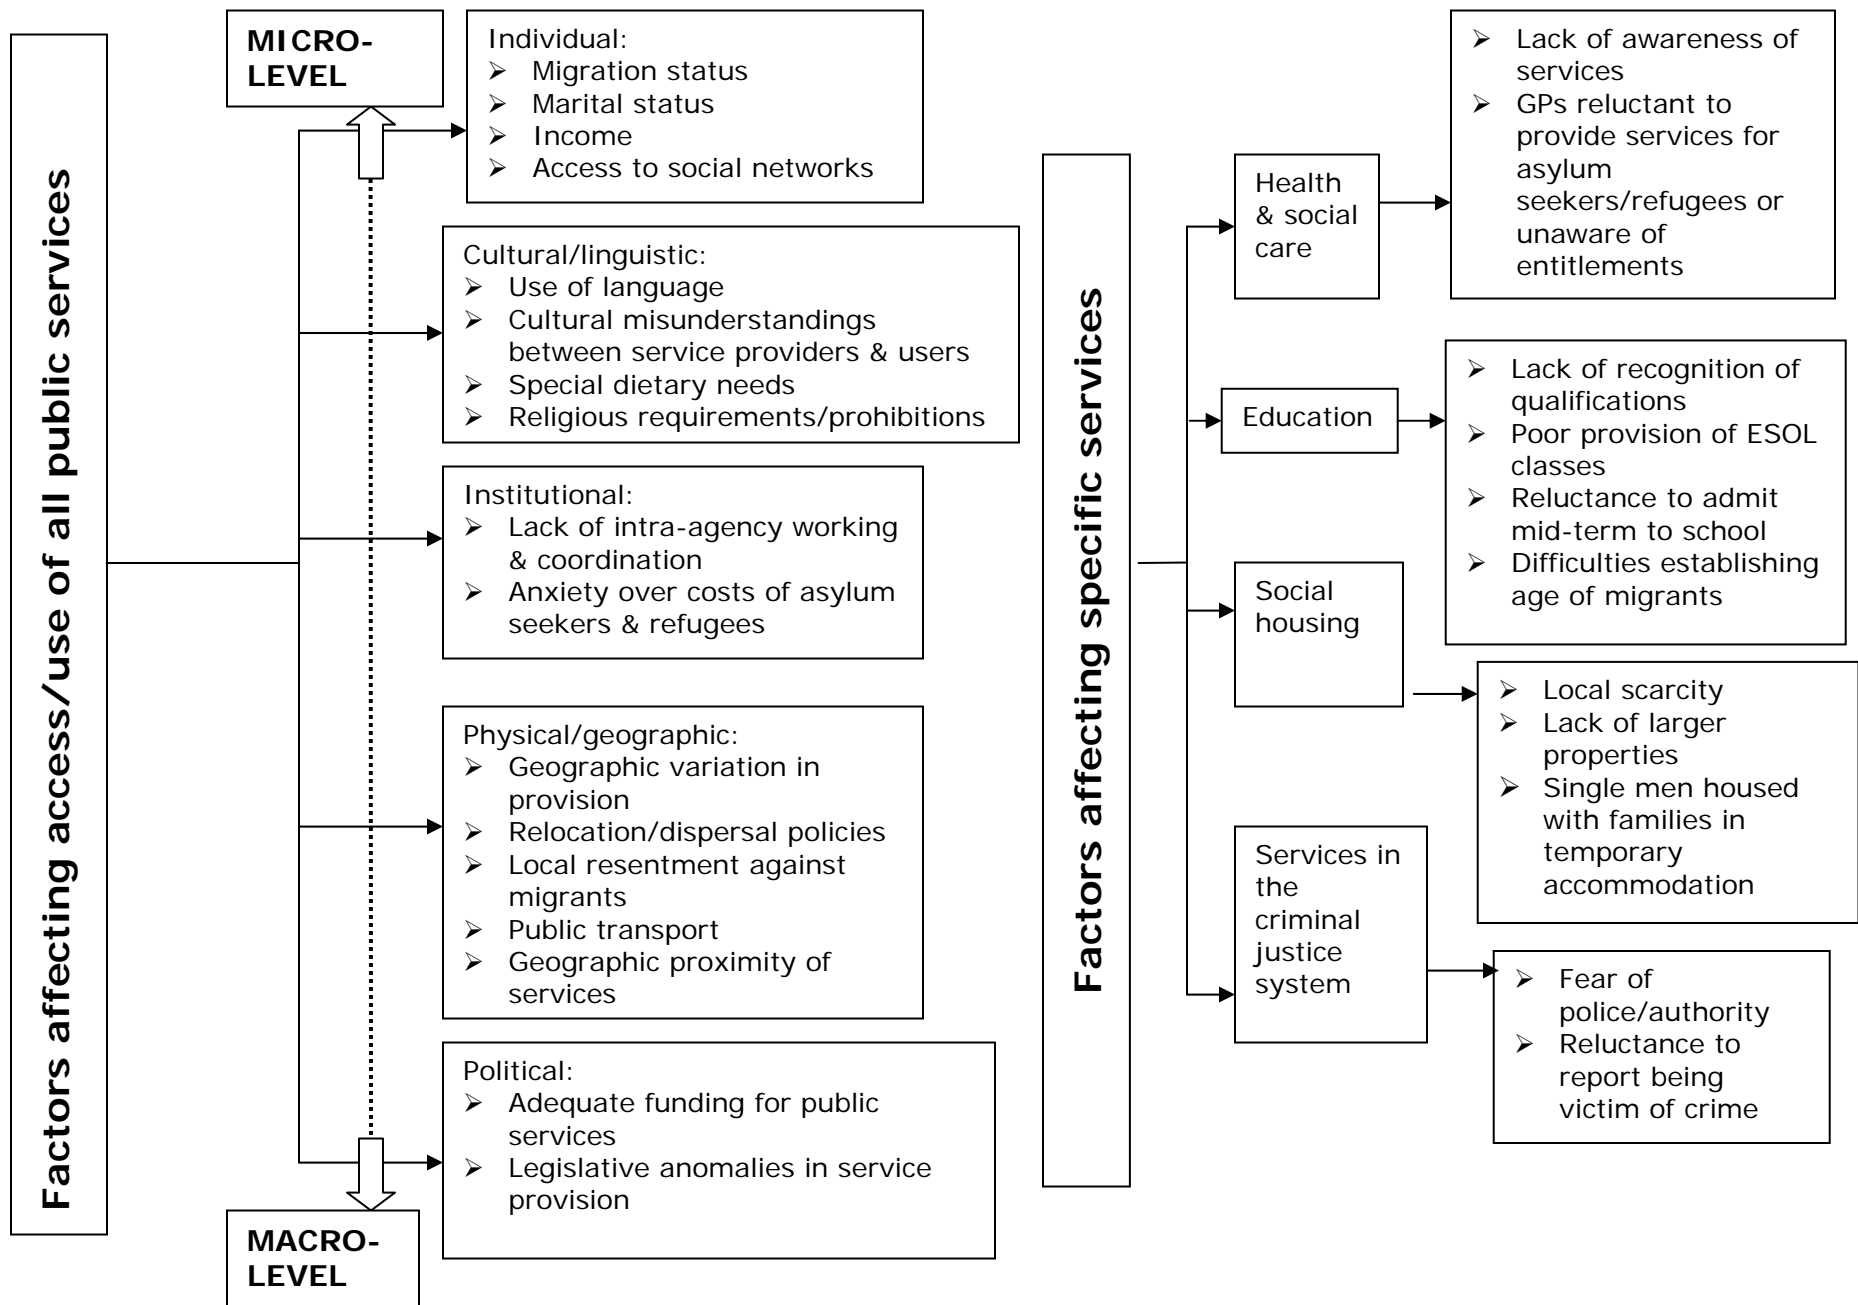 Factors affecting access/use of all public services
MICRO-
LEVEL
Individual:
➢ Migration status
➢ Marital status
➢ Income
➢ Access to social networks
Cultural/linguistic:
➢ Use of language
➢ Cultural misunderstandings
between service providers & users
➢ Special dietary needs
➢ Religious requirements/prohibitions
Institutional:
➢ Lack of intra-agency working
& coordination
➢ Anxiety over costs of asylum
seekers & refugees
Physical/geographic:
➢ Geographic variation in
provision
➢ Relocation/dispersal policies
➢ Local resentment against
migrants
➢ Public transport
➢ Geographic proximity of
services
Political:
➢ Adequate funding for public
services
➢ Legislative anomalies in service
provision
MACRO-
LEVEL
Factors affecting specific services
Health
& social
care
➢ Lack of awareness of
services
➢ GPs reluctant to
provide services for
asylum
seekers/refugees or
unaware of
entitlements
Education
➢ Lack of recognition of
qualifications
➢ Poor provision of ESOL
classes
➢ Reluctance to admit
mid-term to school
➢ Difficulties establishing
age of migrants
Social
housing
➢ Local scarcity
➢ Lack of larger
properties
➢ Single men housed
with families in
temporary
accommodation
Services in
the
criminal
justice
system
➢ Fear of
police/authority
➢ Reluctance to
report being
victim of crime